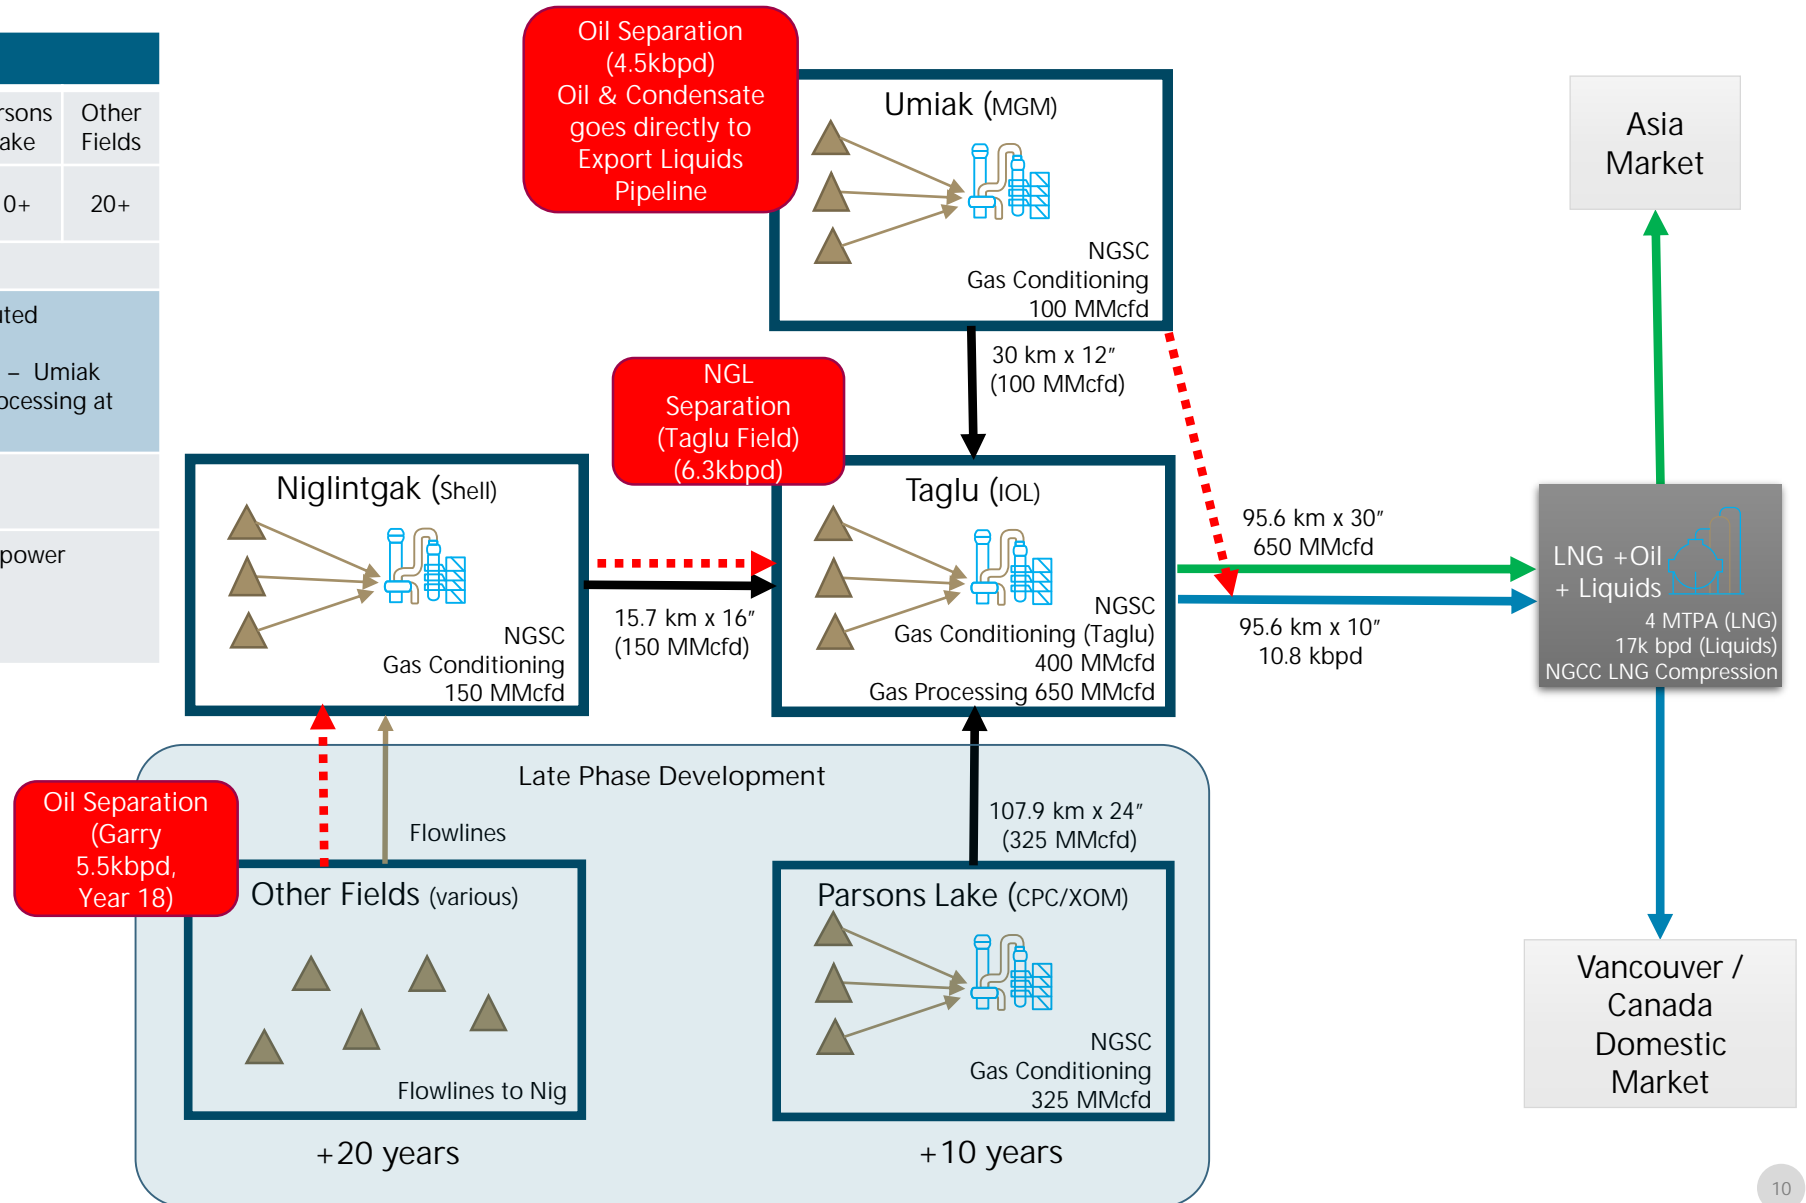 rsons
ake
Other
Fields
0+
20+
uted
– Umiak
ocessing at
power
Oil Separation
(4.5kbpd)
Oil & Condensate
goes directly to
Export Liquids
Pipeline
Umiak (MGM)
NGSC
Gas Conditioning
100 MMcfd
30 km x 12”
(100 MMcfd)
NGL
Separation
(Taglu Field)
(6.3kbpd)
Niglintgak (Shell)
NGSC
Gas Conditioning
150 MMcfd
15.7 km x 16”
(150 MMcfd)
Taglu (IOL)
NGSC
Gas Conditioning (Taglu)
400 MMcfd
Gas Processing 650 MMcfd
95.6 km x 30”
650 MMcfd
95.6 km x 10”
10.8 kbpd
Asia
Market
LNG +Oil
+ Liquids
4 MTPA (LNG)
17k bpd (Liquids)
NGCC LNG Compression
Vancouver /
Canada
Domestic
Market
Late Phase Development
Oil Separation
(Garry
5.5kbpd,
Year 18)
Flowlines
107.9 km x 24”
(325 MMcfd)
Other Fields (various)
Flowlines to Nig
+20 years
Parsons Lake (CPC/XOM)
NGSC
Gas Conditioning
325 MMcfd
+10 years
10